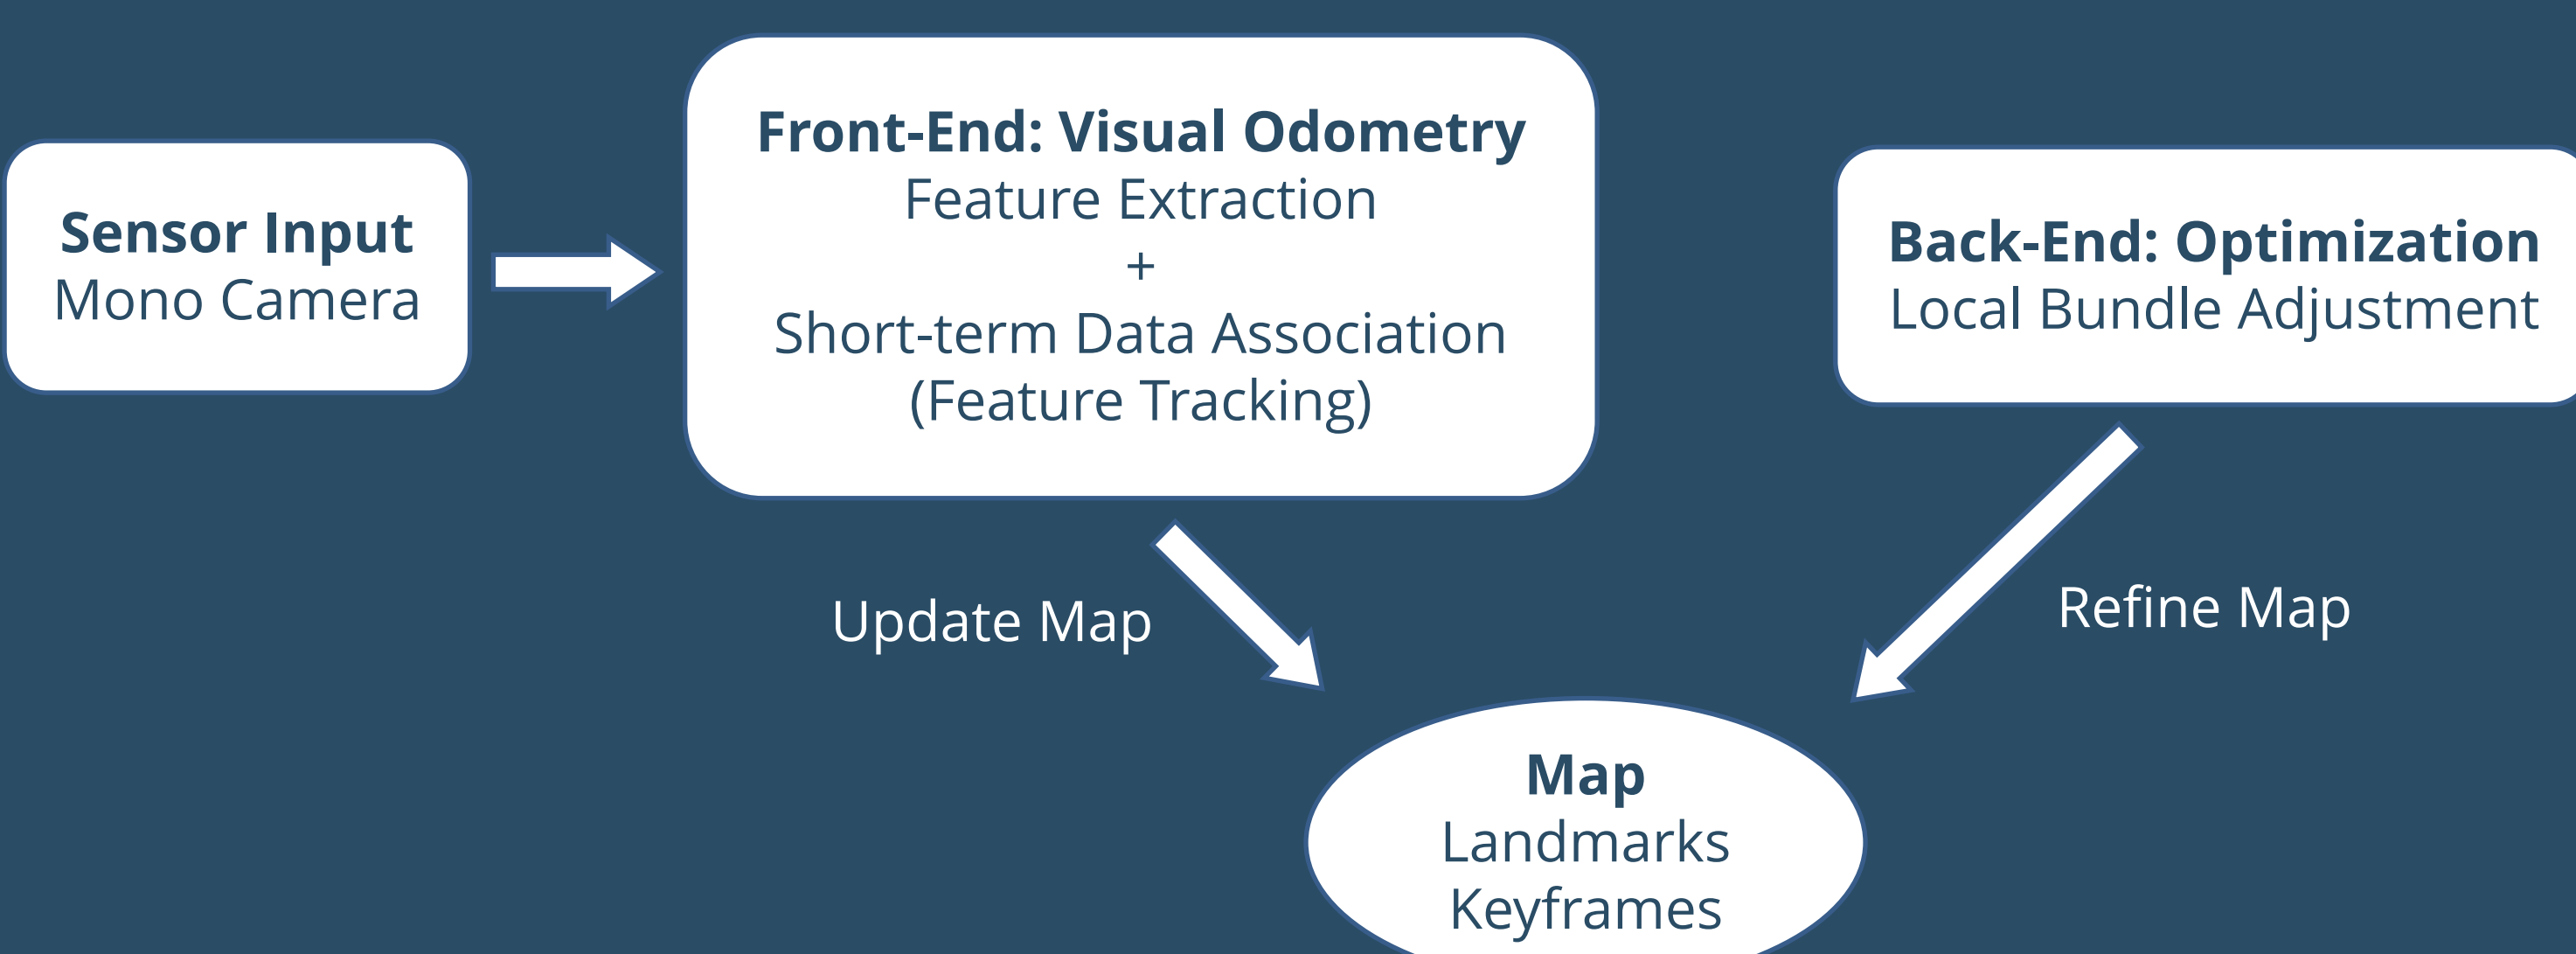 Sensor Input
Mono Camera
Front-End: Visual Odometry
Feature Extraction
+
Short-term Data Association
(Feature Tracking)
Back-End: Optimization
Local Bundle Adjustment
Update Map
Refine Map
Map
Landmarks
Keyframes